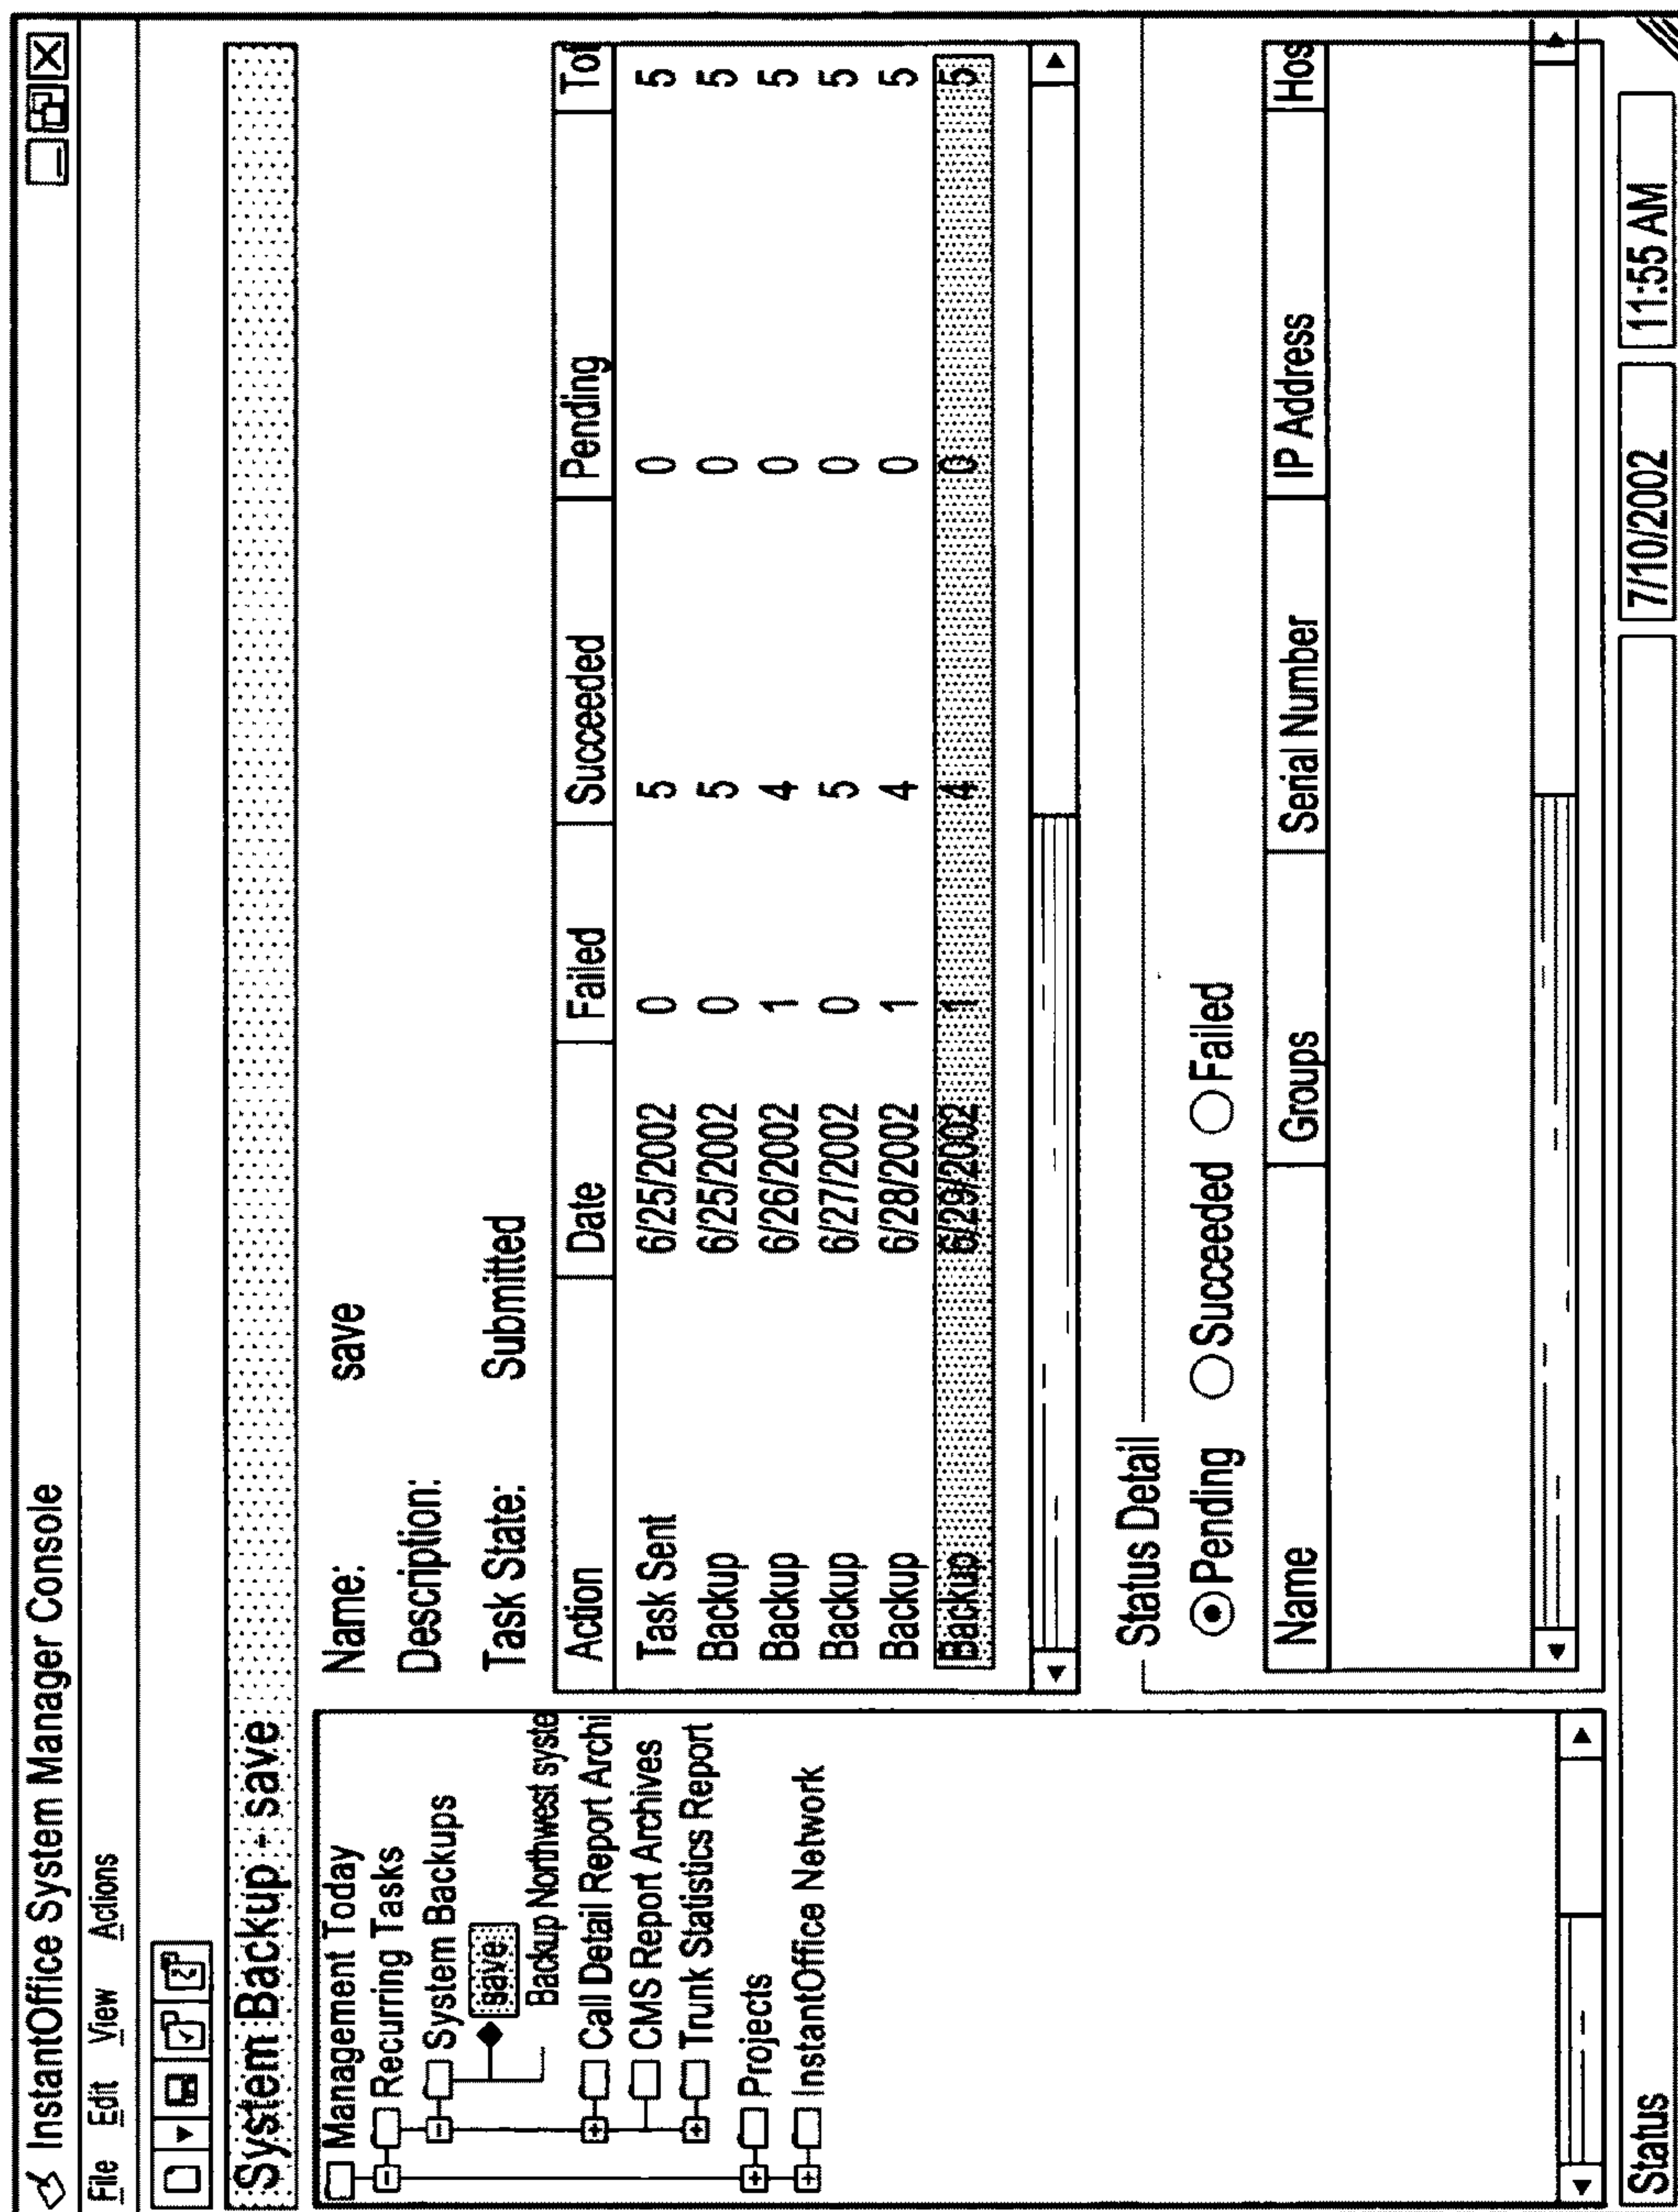 InstantOffice System Manager Console
File Edit View Actions
System Backup - save
Management Today
Recurring Tasks
System Backups
save
Backup Northwest syste
Call Detail Report Archi
CMS Report Archives
Trunk Statistics Report
Projects
InstantOffice Network
Name: save
Description:
Task State: Submitted
Action Date Failed Succeeded Pending Tot
Task Sent 6/25/2002 0 5 0 5
Backup 6/25/2002 0 5 0 5
Backup 6/26/2002 1 4 0 5
Backup 6/27/2002 0 5 0 5
Backup 6/28/2002 1 4 0 5
Backup 6/29/2002 1 4 0 5
Status Detail
Pending Succeeded Failed
Name Groups Serial Number IP Address Hos
Status 7/10/2002 11:55 AM